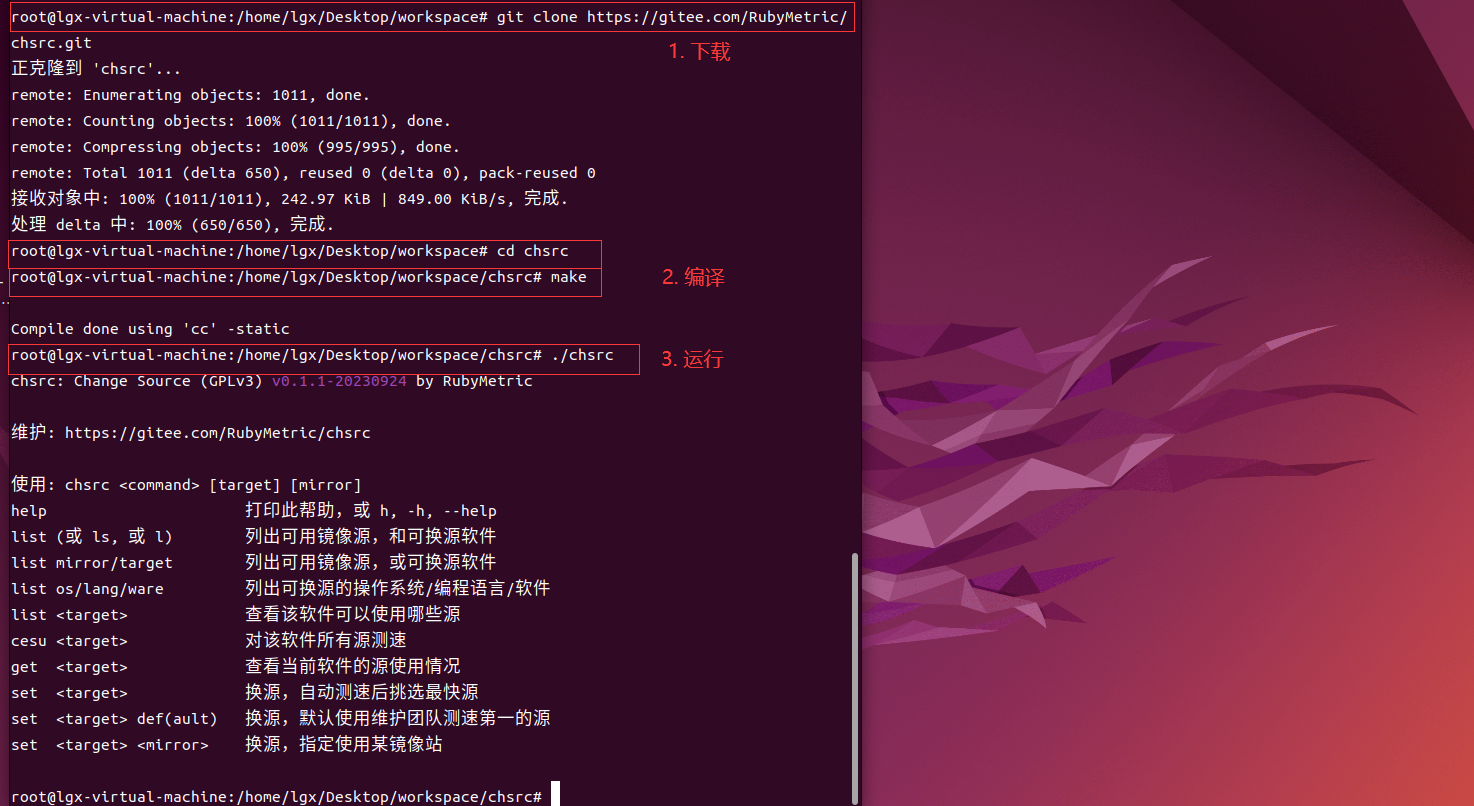 root@lgx-virtual-machine:/home/lgx/Desktop/workspace# git clone https://gitee.com/RubyMetric/
chsrc.git
1. 下载
正克隆到 'chsrc'...
remote: Enumerating objects: 1011, done.
remote: Counting objects: 100% (1011/1011), done.
remote: Compressing objects: 100% (995/995), done.
remote: Total 1011 (delta 650), reused 0 (delta 0), pack-reused 0
接收对象中: 100% (1011/1011), 242.97 KiB | 849.00 KiB/s, 完成.
处理 delta 中: 100% (650/650), 完成.
root@lgx-virtual-machine:/home/lgx/Desktop/workspace# cd chsrc
root@lgx-virtual-machine:/home/lgx/Desktop/workspace/chsrc# make
2. 编译
Compile done using 'cc' -static
root@lgx-virtual-machine:/home/lgx/Desktop/workspace/chsrc# ./chsrc
3. 运行
chsrc: Change Source (GPLv3) v0.1.1-20230924 by RubyMetric
维护: https://gitee.com/RubyMetric/chsrc
使用: chsrc <command> [target] [mirror]
help 打印此帮助，或 h, -h, --help
list (或 ls, 或 l) 列出可用镜像源，和可换源软件
list mirror/target 列出可用镜像源，或可换源软件
list os/lang/ware 列出可换源的操作系统/编程语言/软件
list <target> 查看该软件可以使用哪些源
cesu <target> 对该软件所有源测速
get <target> 查看当前软件的源使用情况
set <target> 换源，自动测速后挑选最快源
set <target> def(ault) 换源，默认使用维护团队测速第一的源
set <target> <mirror> 换源，指定使用某镜像站
root@lgx-virtual-machine:/home/lgx/Desktop/workspace/chsrc#